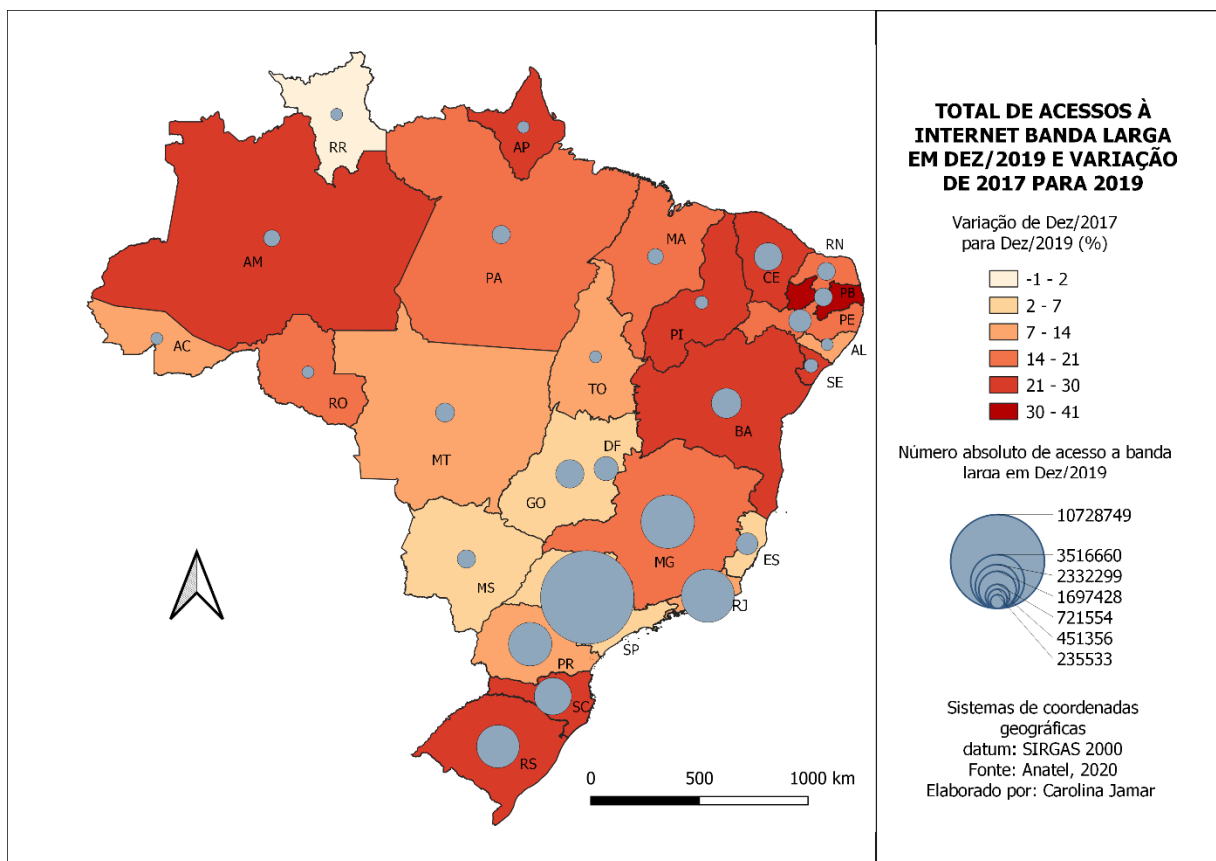 RR
AP
AM
PA
MA
CE
RN
PB
PE
PI
AL
SE
AC
RO
TO
BA
MT
DF
GO
MG
ES
MS
RJ
SP
PR
SC
RS
0 500 1000 km
TOTAL DE ACESSOS À
INTERNET BANDA LARGA
EM DEZ/2019 E VARIAÇÃO
DE 2017 PARA 2019
Variação de Dez/2017
para Dez/2019 (%)
-1 - 2
2 - 7
7 - 14
14 - 21
21 - 30
30 - 41
Número absoluto de acesso a banda
larga em Dez/2019
10728749
3516660
2332299
1697428
721554
451356
235533
Sistemas de coordenadas
geográficas
datum: SIRGAS 2000
Fonte: Anatel, 2020
Elaborado por: Carolina Jamar